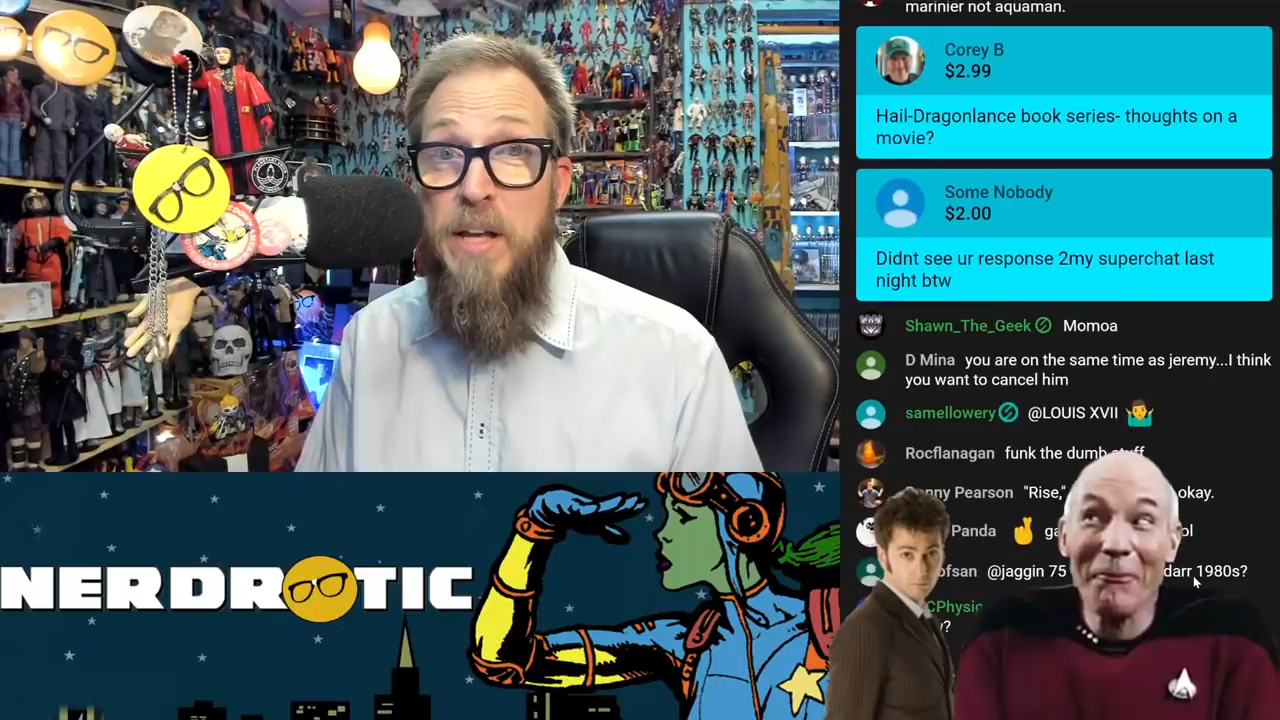 marinier not aquaman.
Corey B
$2.99
Hail-Dragonlance book series- thoughts on a
movie?
Some Nobody
$2.00
Didnt see ur response 2my superchat last
night btw
Shawn_The_Geek Momoa
D Mina you are on the same time as jeremy...I think
you want to cancel him
samellowery @LOUIS XVII
Rocflanagan funk the dumb stuff
Pearson "Rise," okay.
Panda
@jaggin 75 1980s?
NERDROTIC